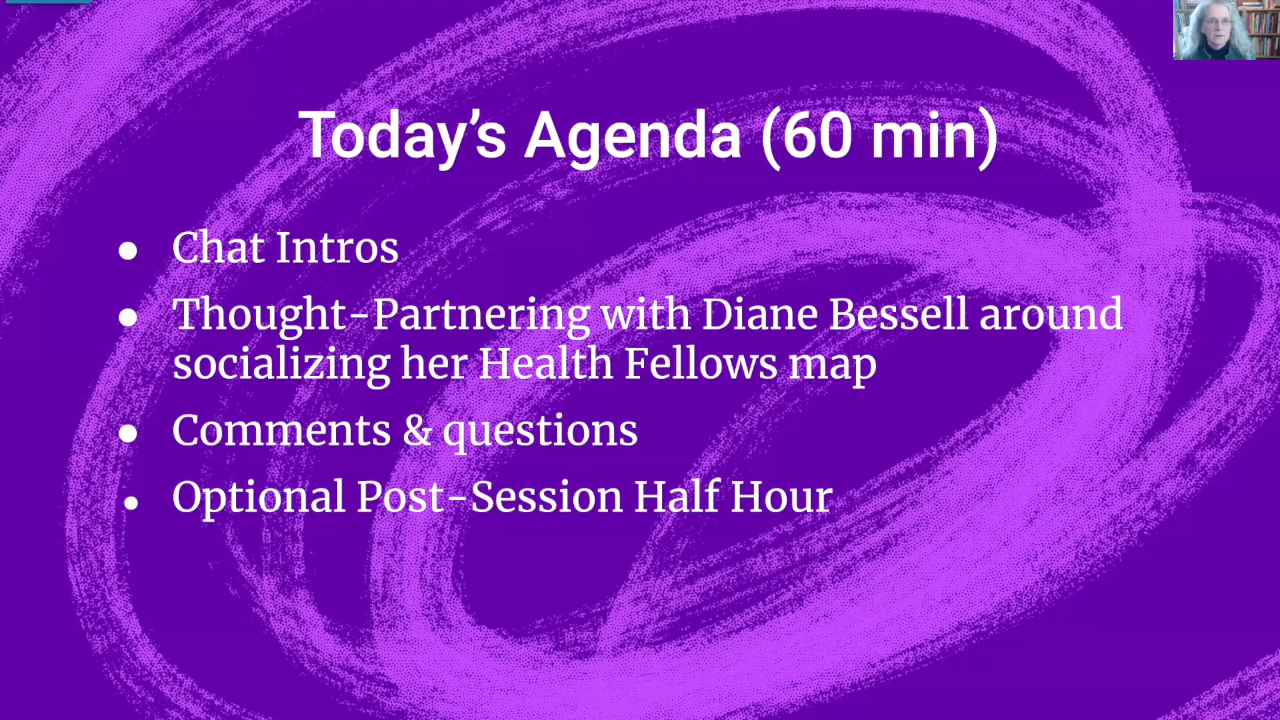 Today’s Agenda (60 min)
● Chat Intros
● Thought-Partnering with Diane Bessell around
socializing her Health Fellows map
● Comments & questions
● Optional Post-Session Half Hour